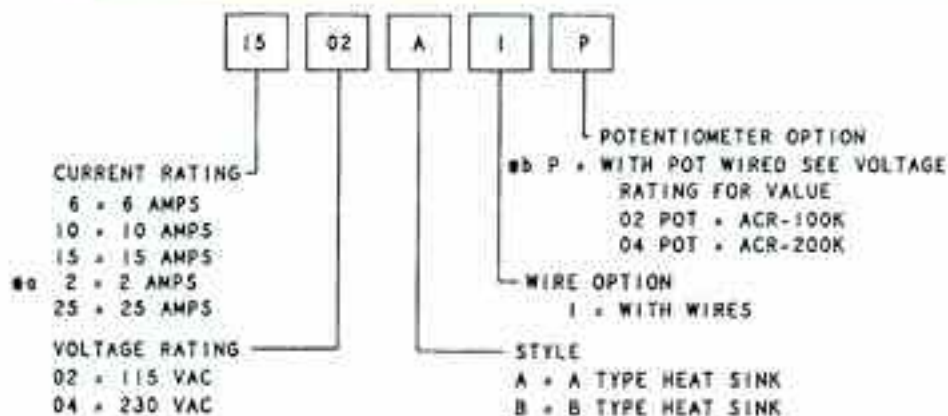 15 02 A 1 P
POTENTIOMETER OPTION
P = WITH POT WIRED SEE VOLTAGE
RATING FOR VALUE
02 POT = ACR-100K
04 POT = ACR-200K
CURRENT RATING
6 = 6 AMPS
10 = 10 AMPS
15 = 15 AMPS
2 = 2 AMPS
25 = 25 AMPS
WIRE OPTION
1 = WITH WIRES
VOLTAGE RATING
02 = 115 VAC
04 = 230 VAC
STYLE
A = A TYPE HEAT SINK
B = B TYPE HEAT SINK